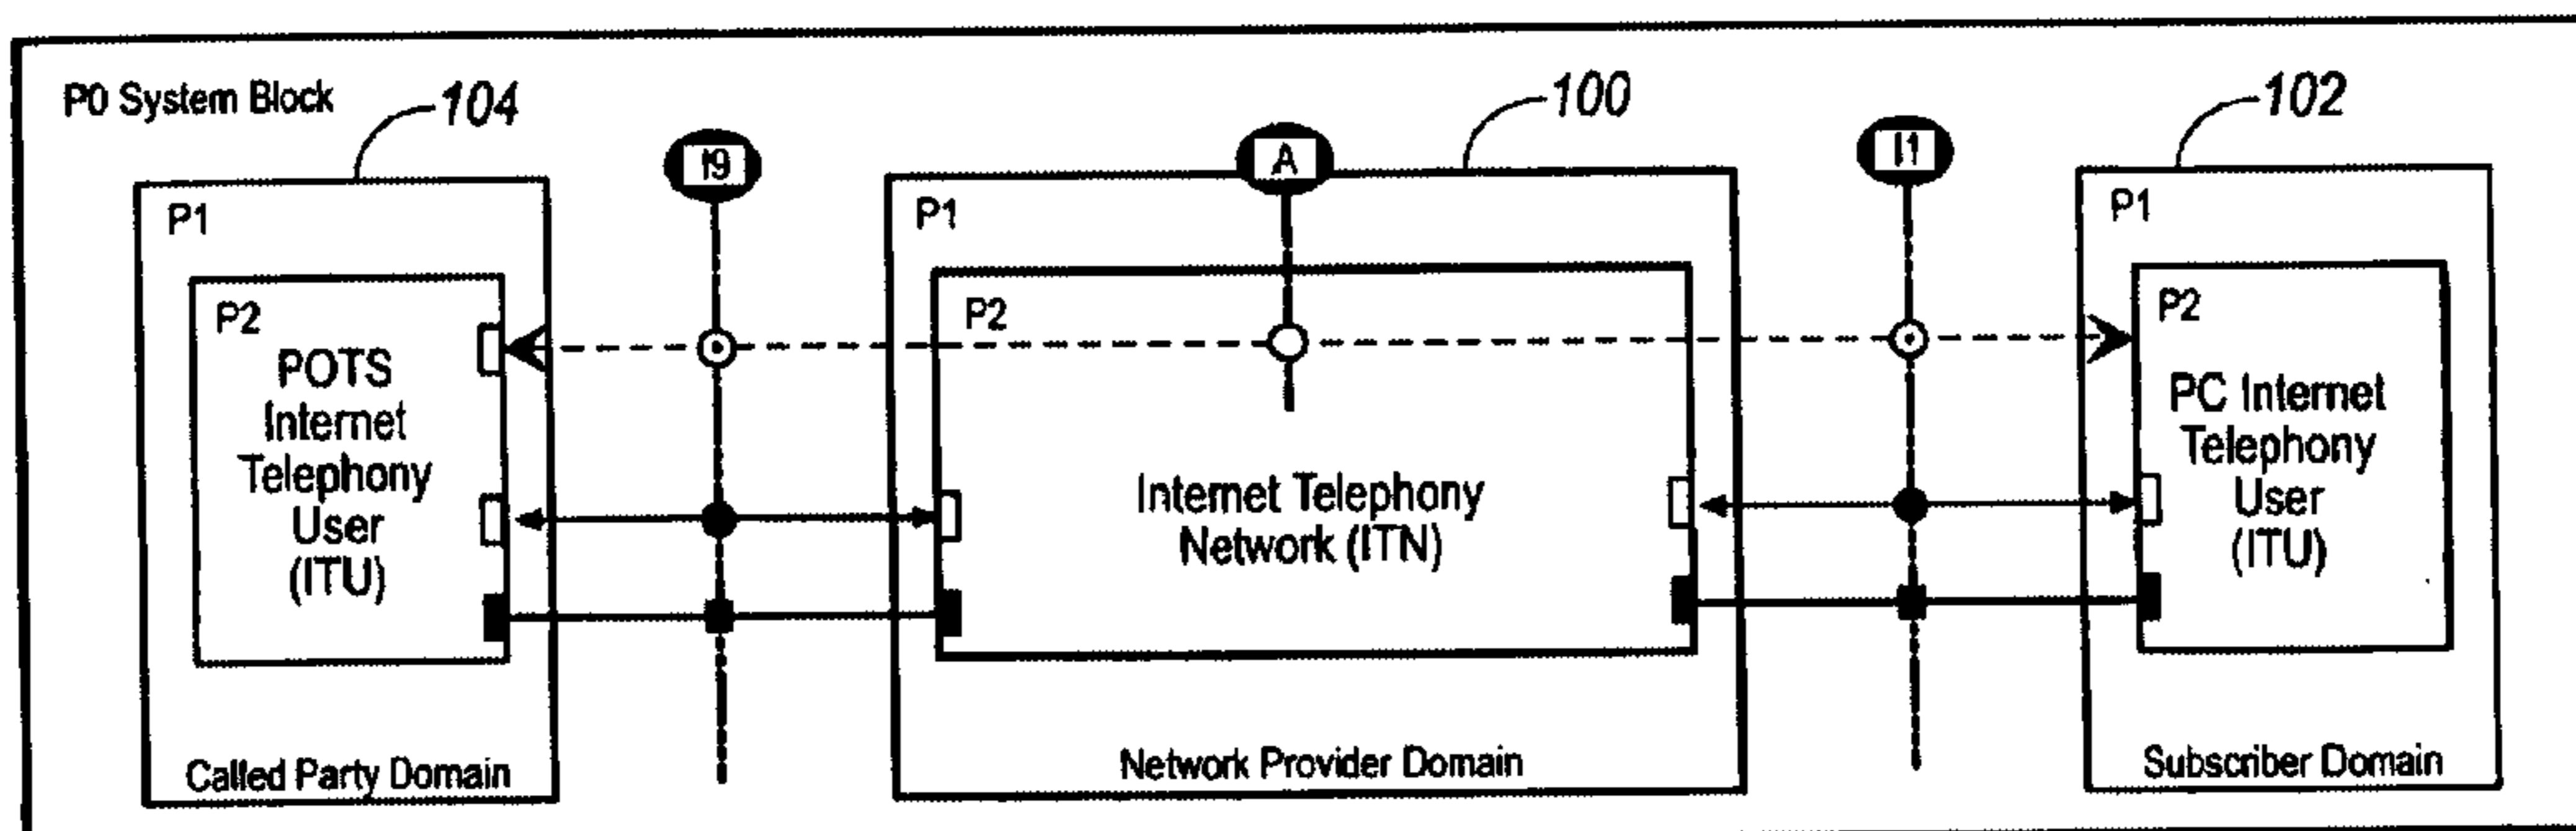 P0 System Block
104
I9
A
100
I1
102
P1
P2
POTS
Internet
Telephony
User
(ITU)
Called Party Domain
P1
P2
Internet Telephony
Network (ITN)
Network Provider Domain
P1
P2
PC Internet
Telephony
User
(ITU)
Subscriber Domain